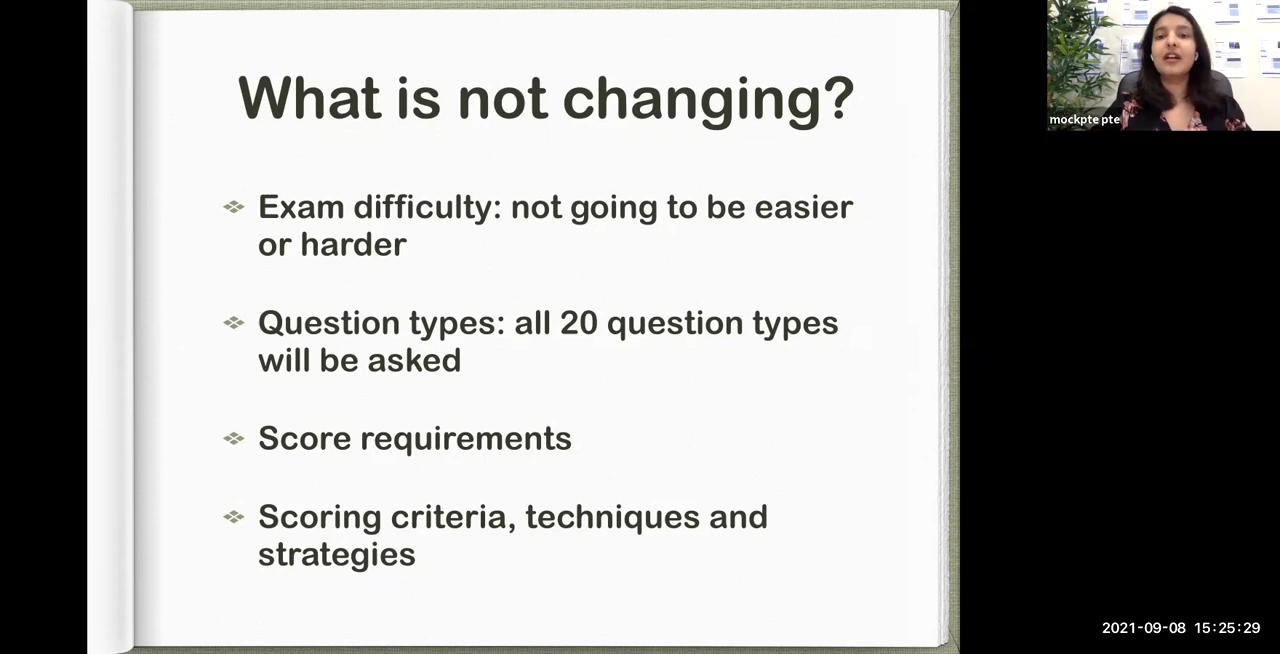 What is not changing?
Exam difficulty: not going to be easier
or harder
Question types: all 20 question types
will be asked
Score requirements
Scoring criteria, techniques and
strategies
mockpte pte
2021-09-08 15:25:29